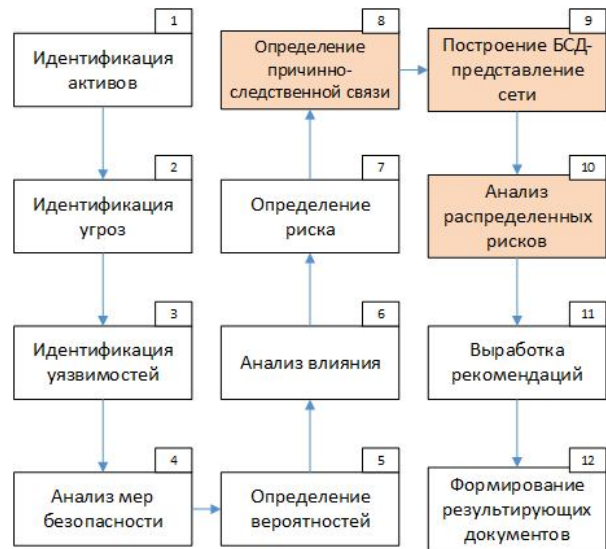 1
Идентификация
активов
2
Идентификация
угроз
3
Идентификация
уязвимостей
4
Анализ мер
безопасности
5
Определение
вероятностей
6
Анализ влияния
7
Определение
риска
8
Определение
причинно-
следственной связи
9
Построение БСД-
представление
сети
10
Анализ
распределенных
рисков
11
Выработка
рекомендаций
12
Формирование
результирующих
документов